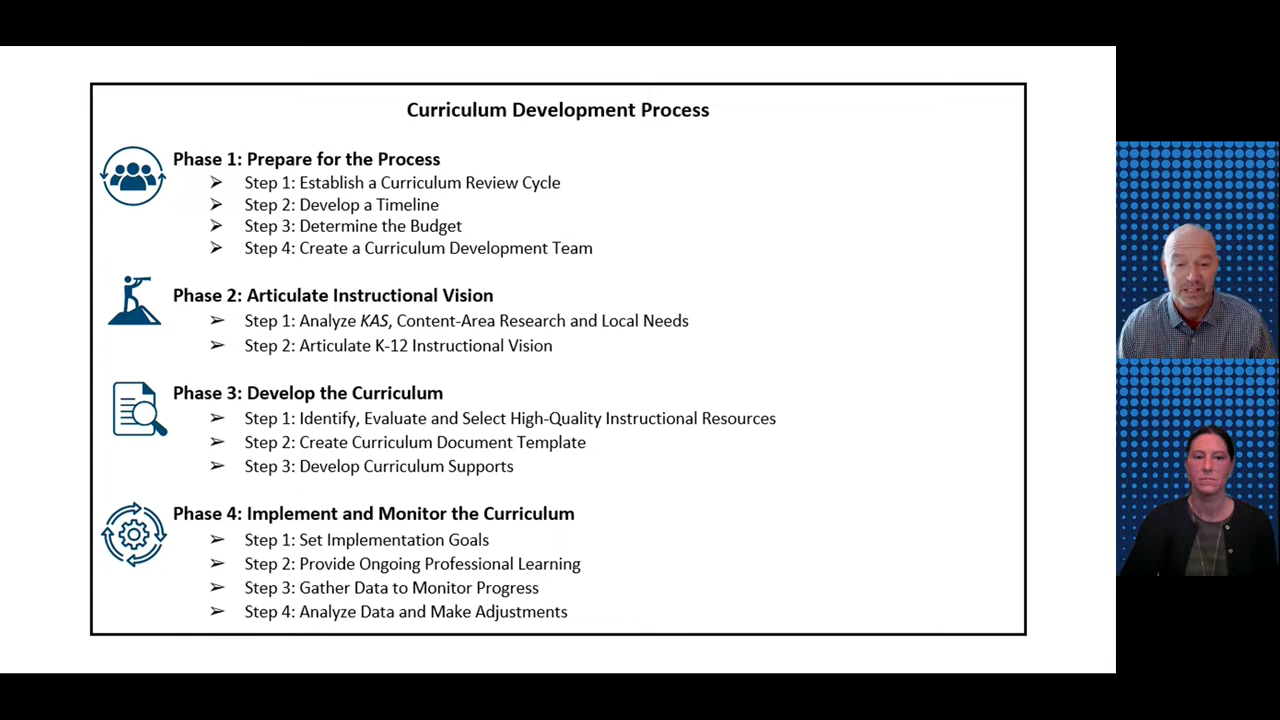 Curriculum Development Process
Phase 1: Prepare for the Process
Step 1: Establish a Curriculum Review Cycle
Step 2: Develop a Timeline
Step 3: Determine the Budget
Step 4: Create a Curriculum Development Team
Phase 2: Articulate Instructional Vision
Step 1: Analyze KAS, Content-Area Research and Local Needs
Step 2: Articulate K-12 Instructional Vision
Phase 3: Develop the Curriculum
Step 1: Identify, Evaluate and Select High-Quality Instructional Resources
Step 2: Create Curriculum Document Template
Step 3: Develop Curriculum Supports
Phase 4: Implement and Monitor the Curriculum
Step 1: Set Implementation Goals
Step 2: Provide Ongoing Professional Learning
Step 3: Gather Data to Monitor Progress
Step 4: Analyze Data and Make Adjustments